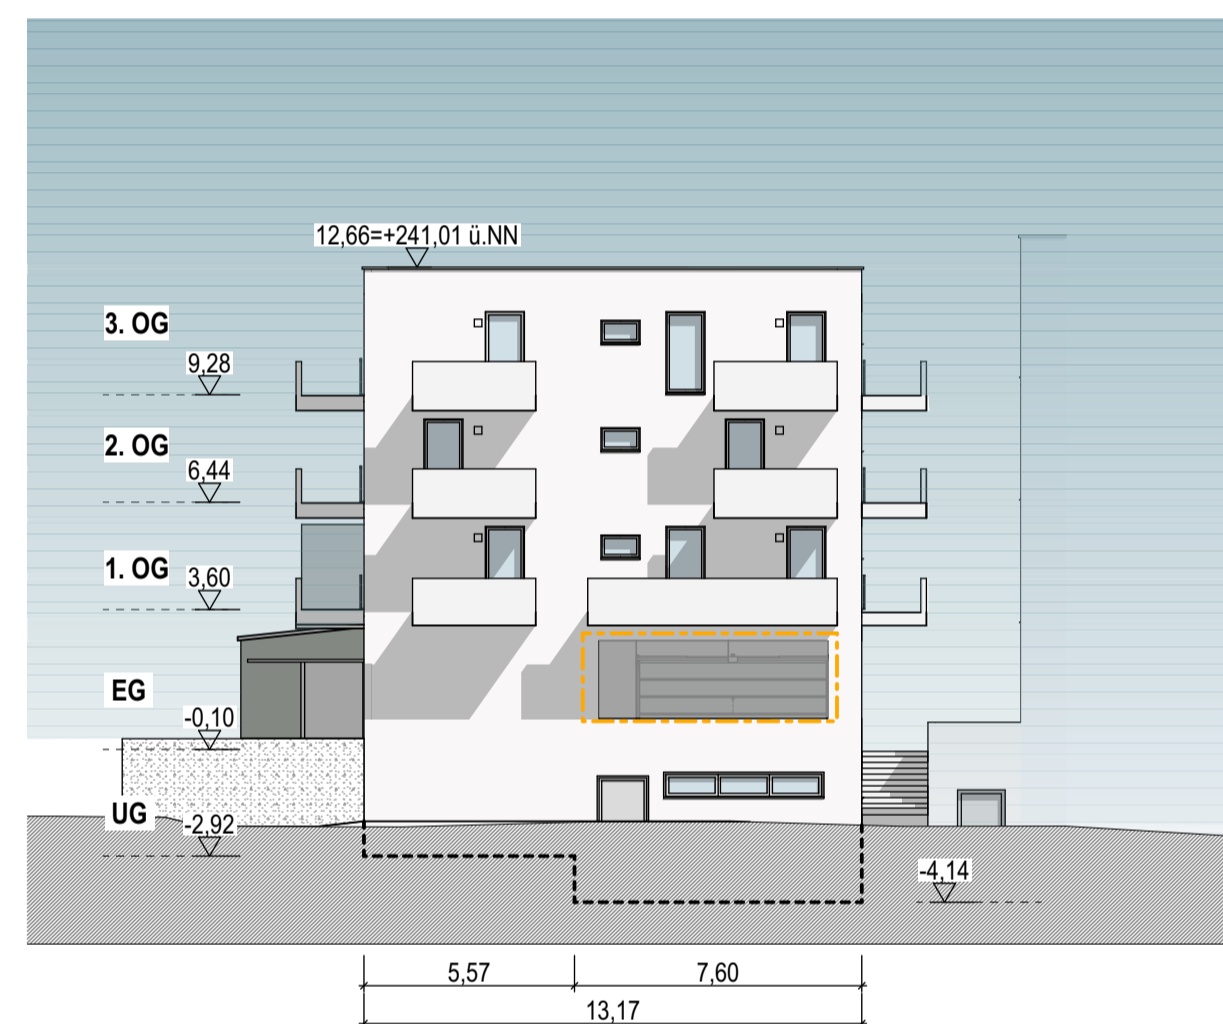 12,66=+241,01 ü.NN
3. OG
9,28
2. OG
6,44
1. OG
3,60
EG
-0,10
UG
-2,92
-4,14
5,57
7,60
13,17